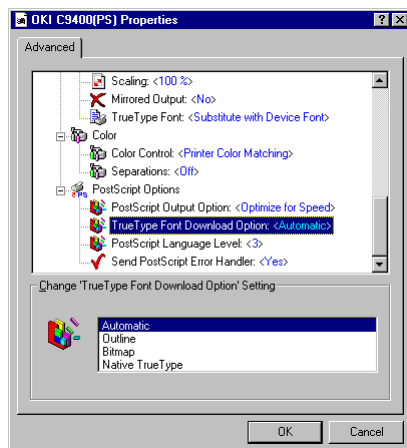 OKI C9400(PS) Properties
Advanced
Scaling: <100 %>
Mirrored Output: <No>
TrueType Font: <Substitute with Device Font>
Color
Color Control: <Printer Color Matching>
Separations: <Off>
PostScript Options
PostScript Output Option: <Optimize for Speed>
TrueType Font Download Option: <Automatic>
PostScript Language Level: <3>
Send PostScript Error Handler: <Yes>
Change 'TrueType Font Download Option' Setting
Automatic
Outline
Bitmap
Native TrueType
OK Cancel